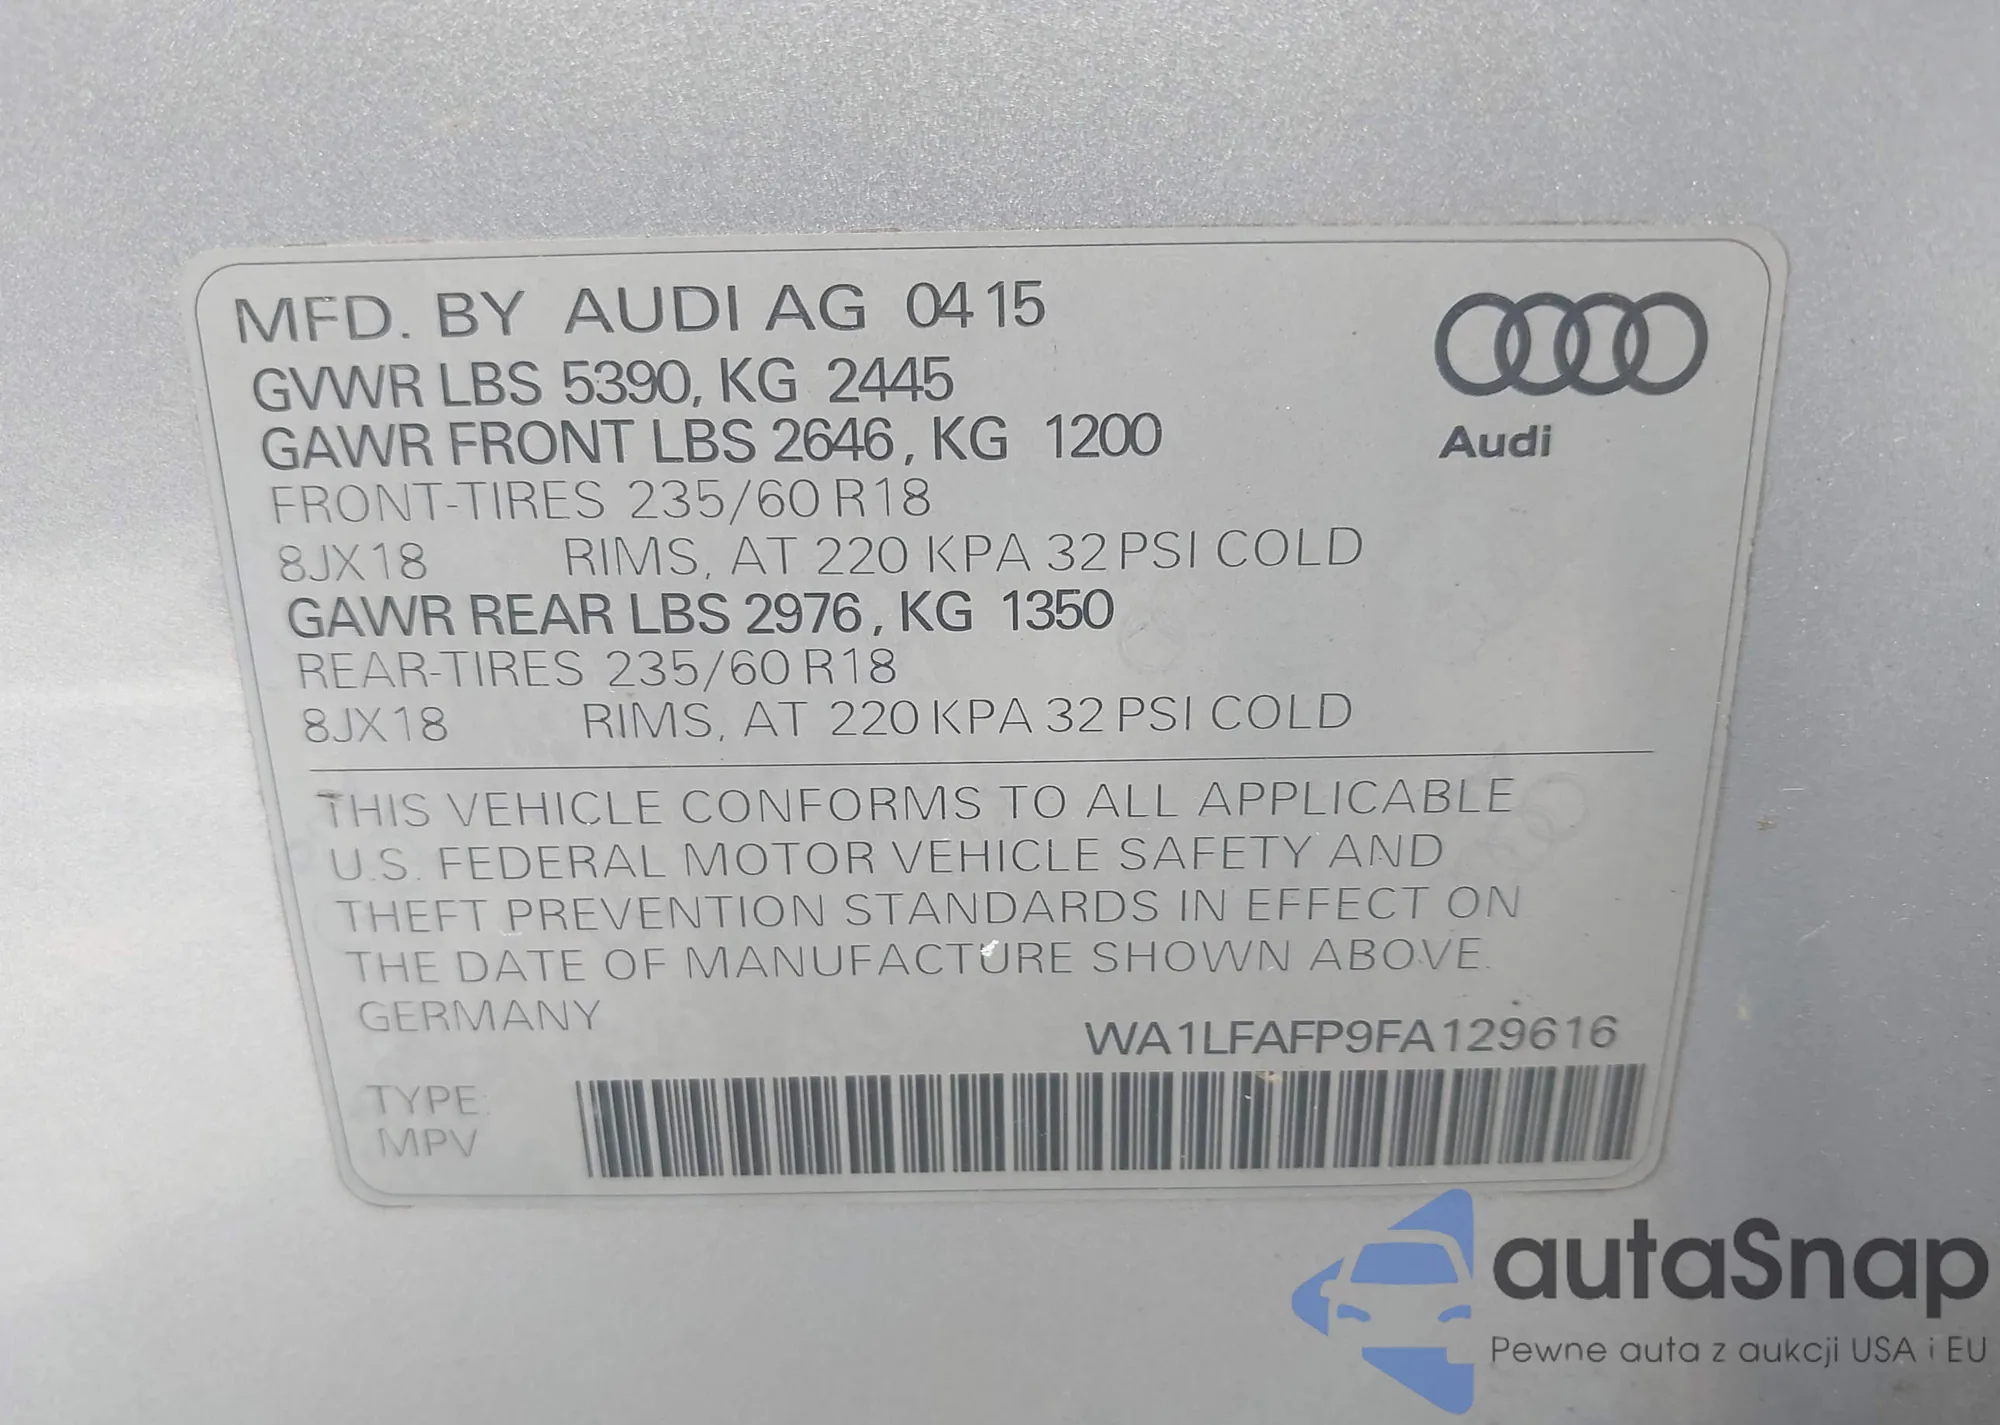 MFD. BY AUDI AG 04 15
GVWR LBS 5390, KG 2445
GAWR FRONT LBS 2646, KG 1200
FRONT-TIRES 235/60 R18
8JX18 RIMS, AT 220 KPA 32 PSI COLD
GAWR REAR LBS 2976, KG 1350
REAR-TIRES 235/60 R18
8JX18 RIMS, AT 220 KPA 32 PSI COLD
Audi
THIS VEHICLE CONFORMS TO ALL APPLICABLE
U.S. FEDERAL MOTOR VEHICLE SAFETY AND
THEFT PREVENTION STANDARDS IN EFFECT ON
THE DATE OF MANUFACTURE SHOWN ABOVE.
GERMANY
WA1LFAFP9FA129616
TYPE:
MPV
autaSnap
Pewne auta z aukcji USA i EU